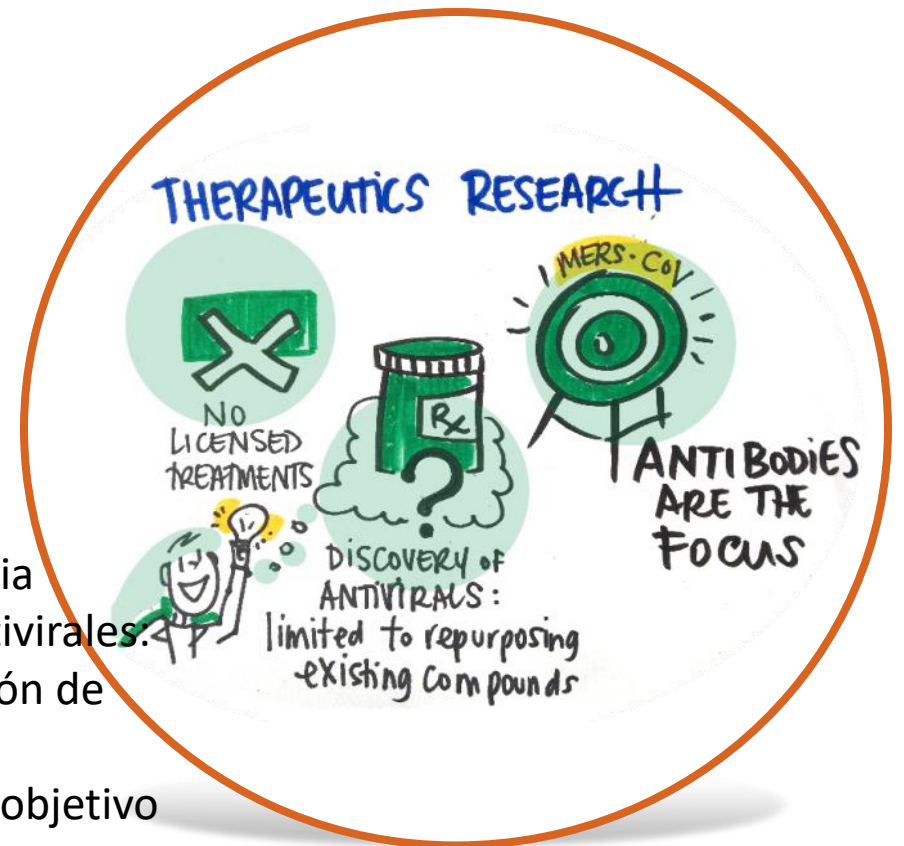 THERAPEUTICS RESEARCH
MERS-CoV
NO
LICENSED
TREATMENTS
Rx
?
DISCOVERY OF
ANTIVIRALS:
limited to repurposing
existing compounds
ANTIBODIES
ARE THE
FOCUS
ia
tivirales:
ón de
objetivo